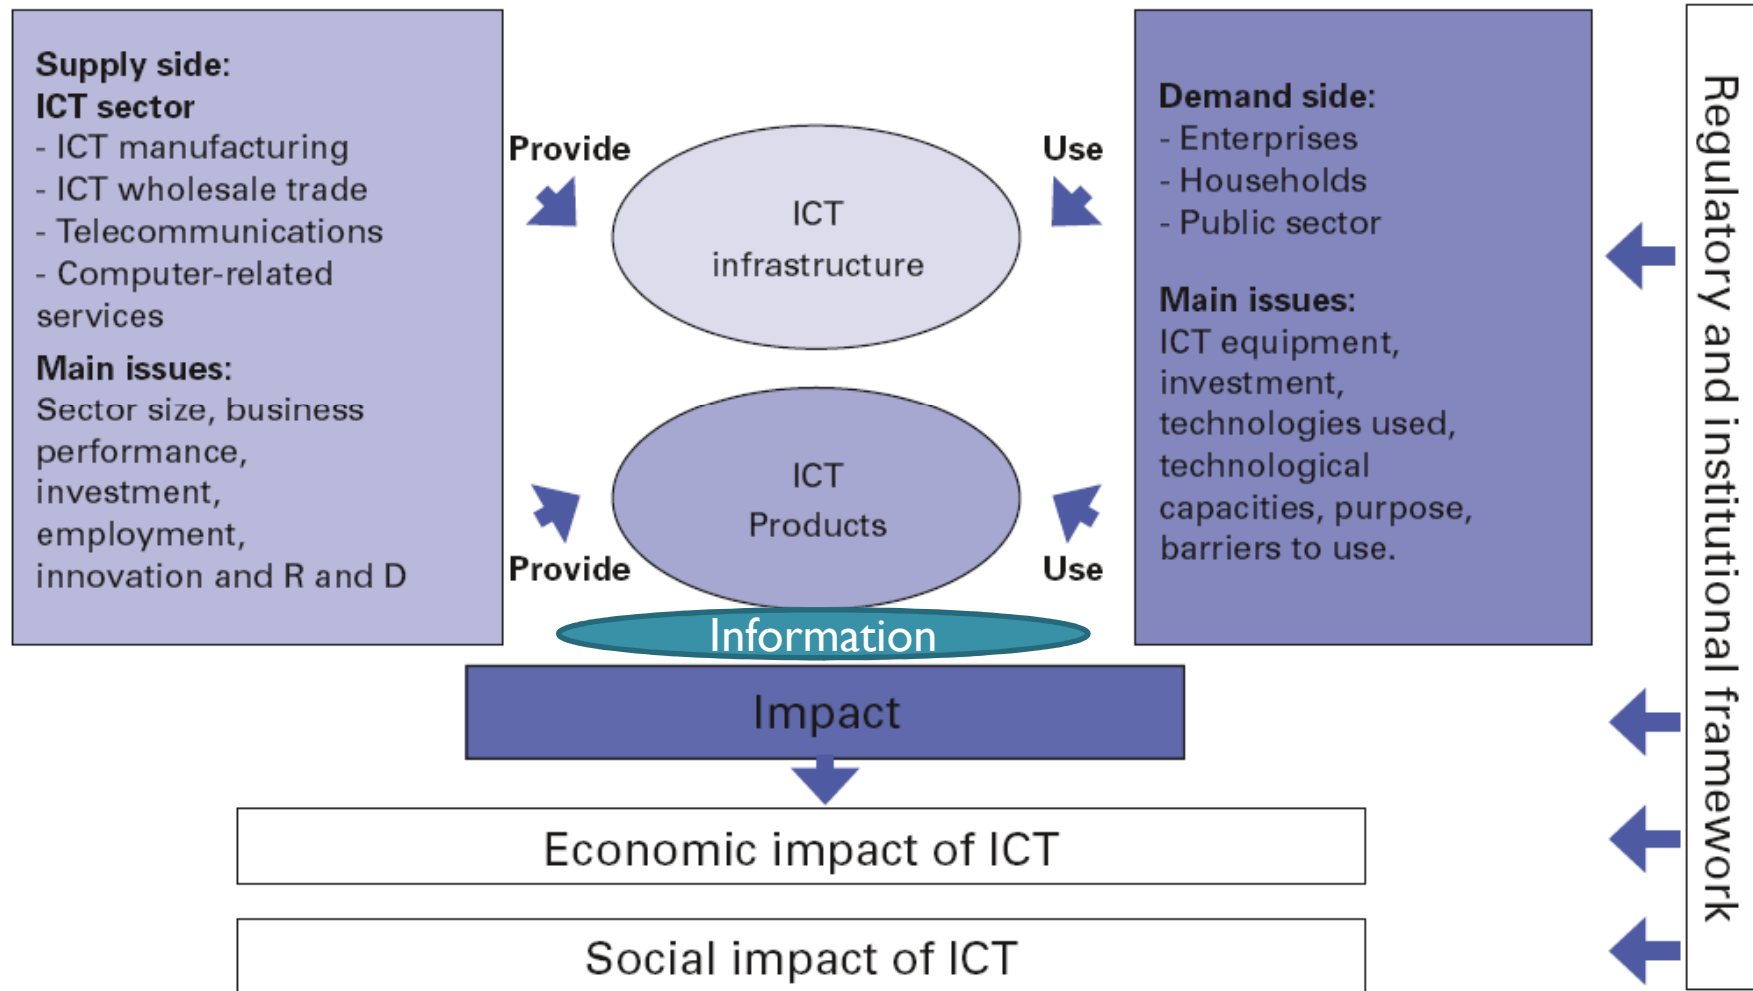 Supply side:
ICT sector
- ICT manufacturing
- ICT wholesale trade
- Telecommunications
- Computer-related
services
Main issues:
Sector size, business
performance,
investment,
employment,
innovation and R and D
Provide
Provide
ICT
infrastructure
ICT
Products
Information
Use
Use
Demand side:
- Enterprises
- Households
- Public sector
Main issues:
ICT equipment,
investment,
technologies used,
technological
capacities, purpose,
barriers to use.
Regulatory and institutional framework
Impact
Economic impact of ICT
Social impact of ICT